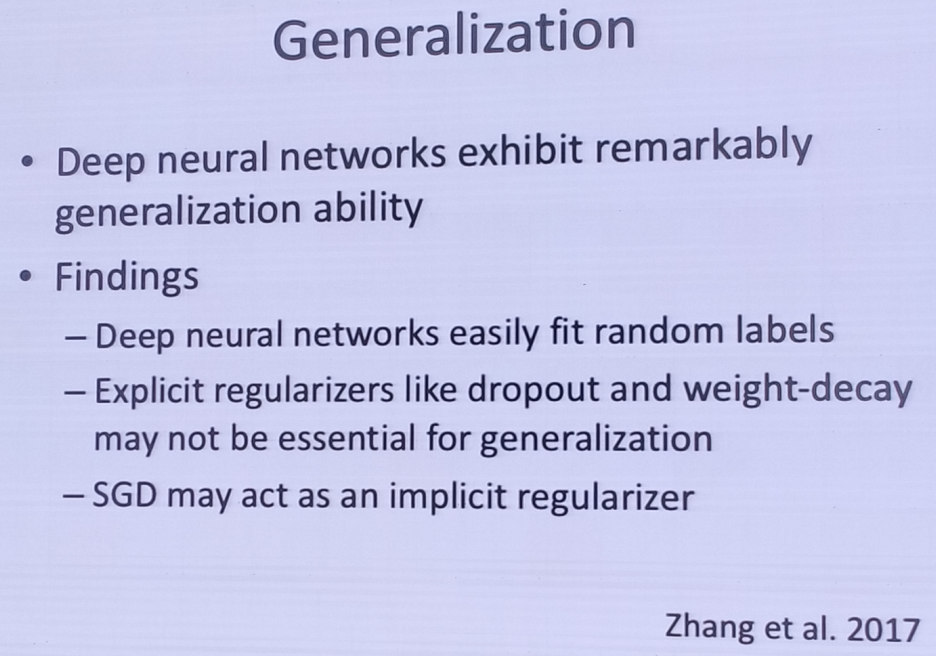 Generalization
• Deep neural networks exhibit remarkably
generalization ability
• Findings
– Deep neural networks easily fit random labels
– Explicit regularizers like dropout and weight-decay
may not be essential for generalization
– SGD may act as an implicit regularizer
Zhang et al. 2017